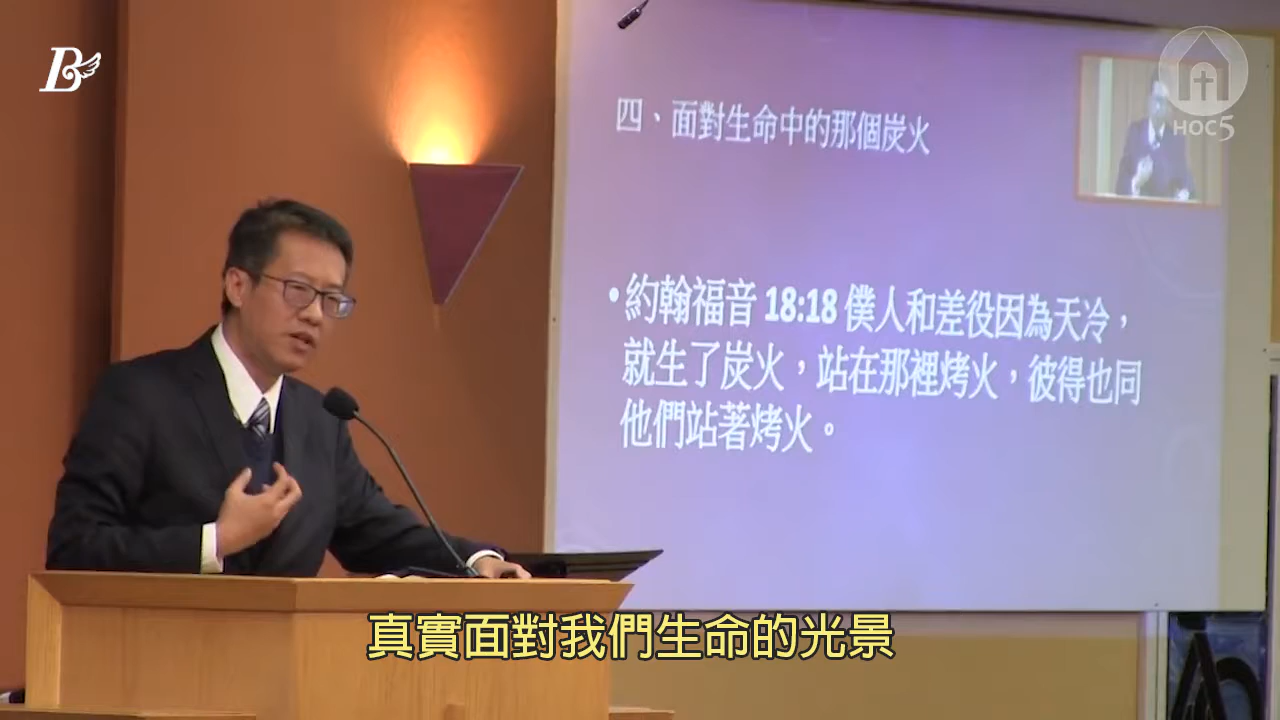 B
HOC5
四、面對生命中的那個炭火
•約翰福音 18:18 僕人和差役因為天冷，
就生了炭火，站在那裡烤火，彼得也同
他們站著烤火。
真實面對我們生命的光景